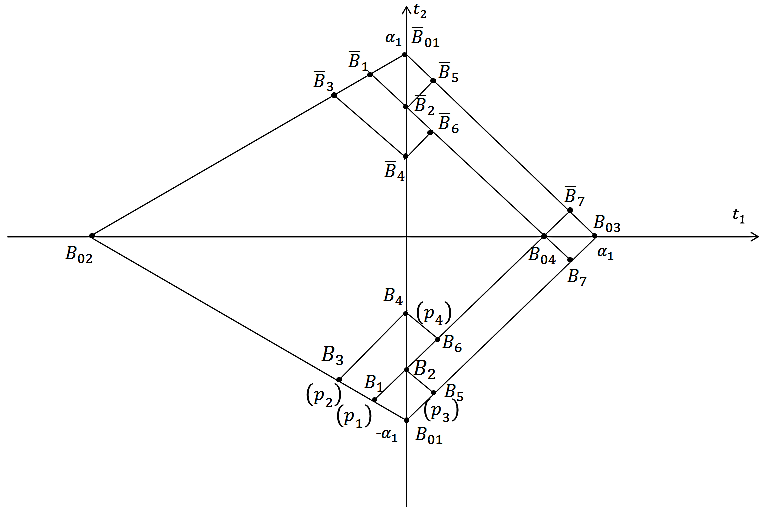 t₂
α₁ B̅₀₁
B̅₁
B̅₅
B̅₃
B̅₂
B̅₆
B̅₄
B̅₇
t₁
B₀₃
B₀₂
B₀₄
α₁
B₇
B₄
(p₄)
B₆
B₃
B₂
B₁
B₅
(p₂)
(p₁)
(p₃)
-α₁
B₀₁